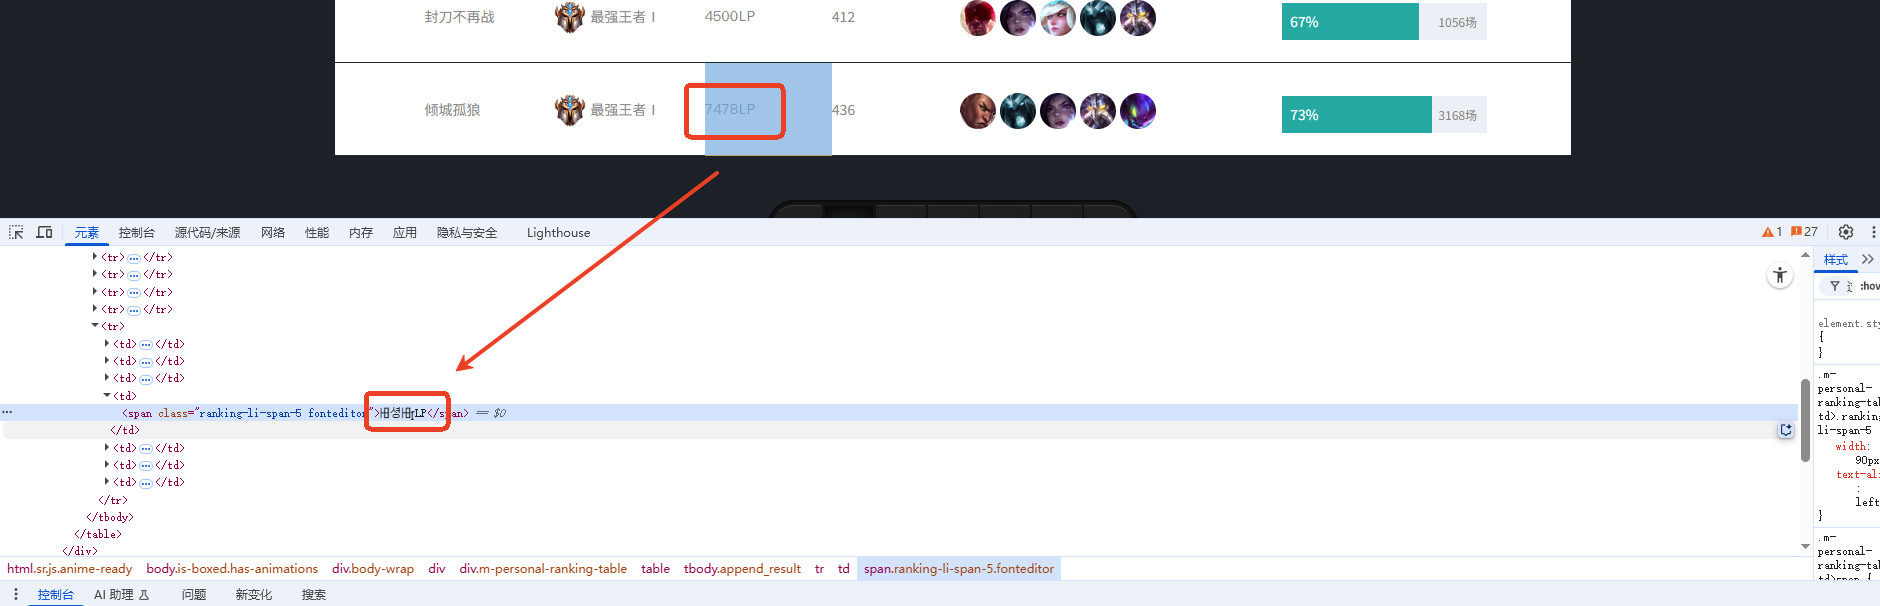 封刀不再战 最强王者 I 4500LP 412 67% 1056场
倾城孤狼 最强王者 I 7478LP 436 73% 3168场
元素 控制台 源代码/来源 网络 性能 内存 应用 隐私与安全 Lighthouse 1 27
<tr>…</tr>
<tr>…</tr>
<tr>…</tr>
<tr>…</tr>
<tr>
<td>…</td>
<td>…</td>
<td>…</td>
<td>
<span class="ranking-li-span-5 fonteditor">LP</span> == $0
</td>
<td>…</td>
<td>…</td>
<td>…</td>
</tr>
</tbody>
</table>
</div>
样式
:hov
element.sty
{
}
.m-
personal-
ranking-tab
td>.ranking
li-span-5
width:
90px
text-ali
:
left
}
.m-
personal-
ranking-tab
html.sr.js.anime-ready body.is-boxed.has-animations div.body-wrap div div.m-personal-ranking-table table tbody.append_result tr td span.ranking-li-span-5.fonteditor
控制台 AI 助理 问题 新变化 搜索